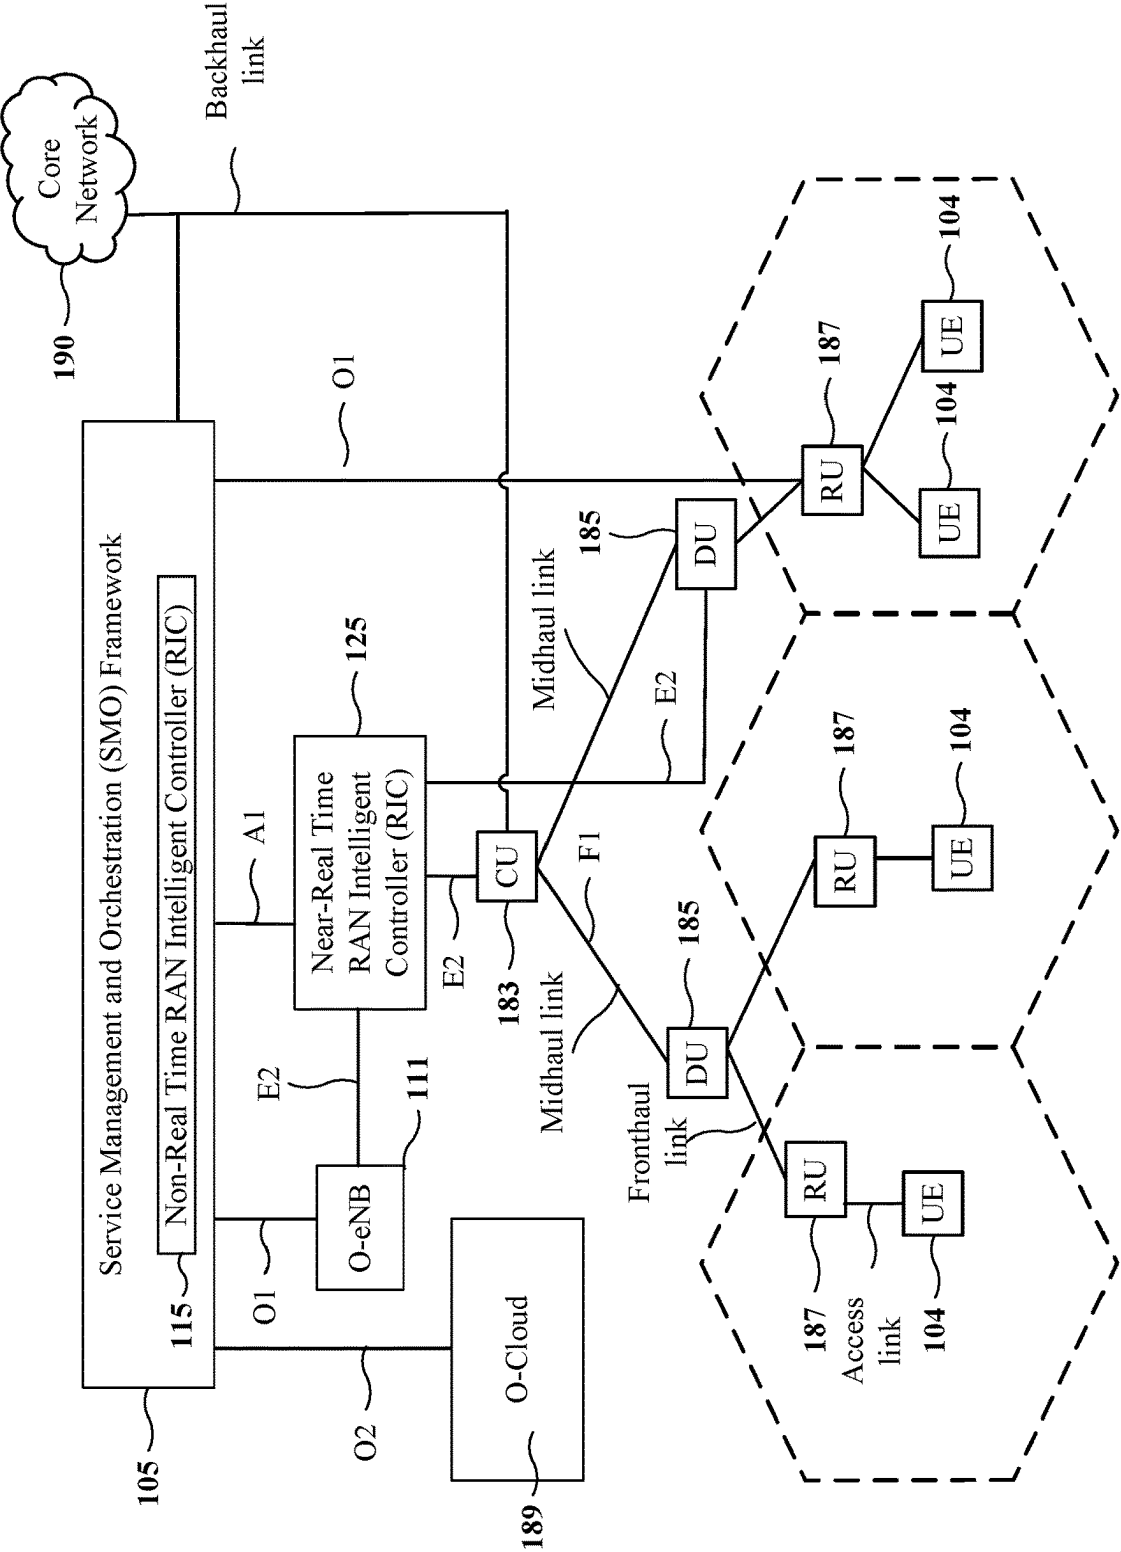 Core
Network
190
Service Management and Orchestration (SMO) Framework
105
115
Non-Real Time RAN Intelligent Controller (RIC)
Backhaul
link
O1
E2
A1
O1
Near-Real Time
RAN Intelligent
Controller (RIC)
125
O2
O-eNB
111
E2
CU
183
O-Cloud
189
Midhaul link
F1
Midhaul link
185
E2
DU
185
DU
Fronthaul
link
187
RU
RU
187
RU
187
Access
link
104
UE
104
UE
104
UE
104
UE